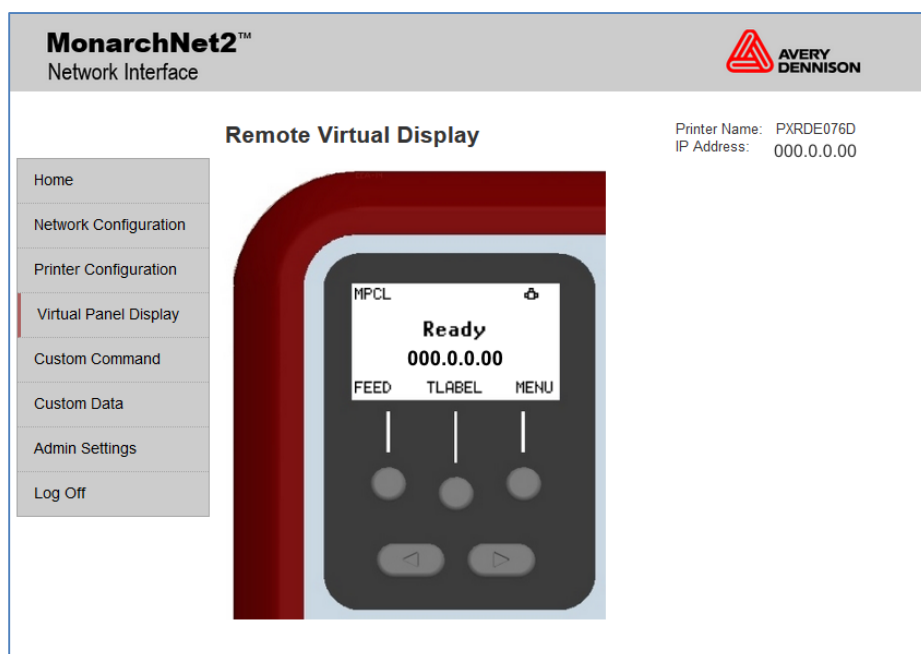 MonarchNet2™
Network Interface
AVERY
DENNISON
Remote Virtual Display
Printer Name: PXRDE076D
IP Address: 000.0.0.00
Home
Network Configuration
Printer Configuration
Virtual Panel Display
Custom Command
Custom Data
Admin Settings
Log Off
MPCL
Ready
000.0.0.00
FEED TLABEL MENU